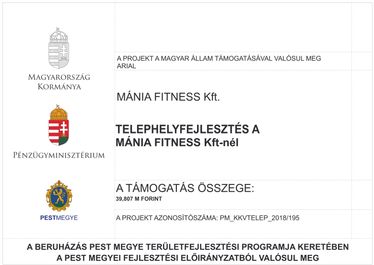 A PROJEKT A MAGYAR ÁLLAM TÁMOGATÁSÁVAL VALÓSUL MEG
ARIAL
MAGYARORSZÁG
KORMÁNYA
MÁNIA FITNESS Kft.
TELEPHELYFEJLESZTÉS A
MÁNIA FITNESS Kft-nél
PÉNZÜGYMINISZTÉRIUM
A TÁMOGATÁS ÖSSZEGE:
39,807 M FORINT
PESTMEGYE
A PROJEKT AZONOSÍTÓSZÁMA: PM_KKVTELEP_2018/195
A BERUHÁZÁS PEST MEGYE TERÜLETFEJLESZTÉSI PROGRAMJA KERETÉBEN
A PEST MEGYEI FEJLESZTÉSI ELŐIRÁNYZATBÓL VALÓSUL MEG